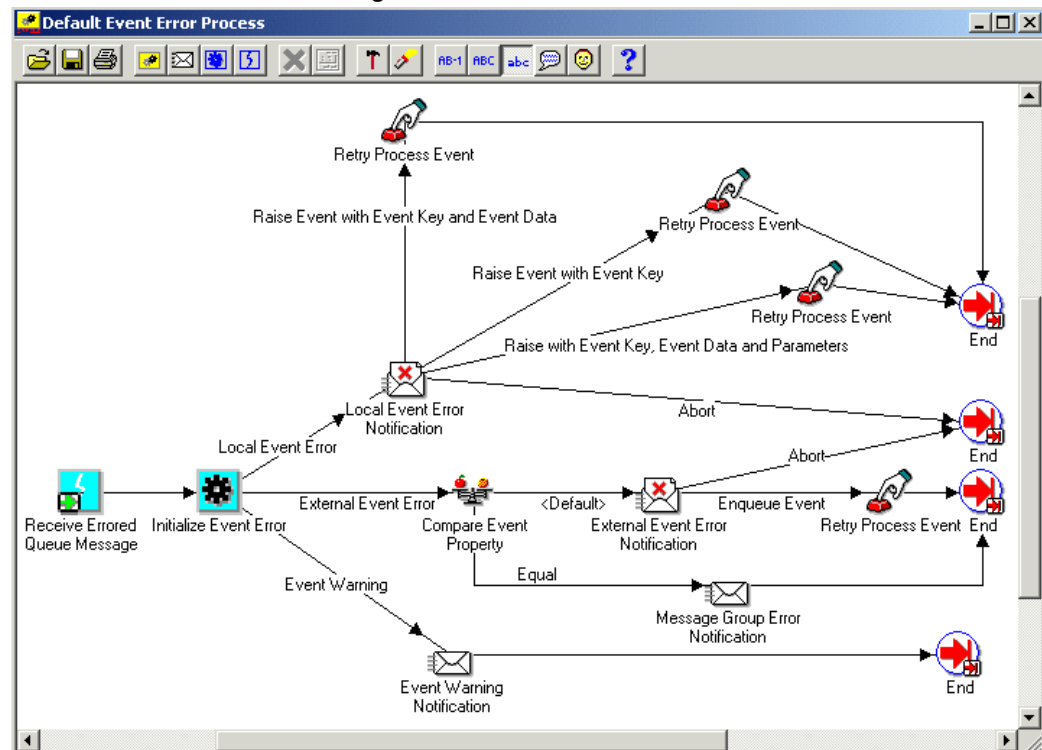 Default Event Error Process
AB-1 ABC abc
?
Retry Process Event
Raise Event with Event Key and Event Data
Retry Process Event
Raise Event with Event Key
Retry Process Event
End
Raise with Event Key, Event Data and Parameters
Local Event Error
Notification
Abort
End
Local Event Error
Abort
Receive Errored
Queue Message
Initialize Event Error
External Event Error
Compare Event
Property
<Default>
External Event Error
Notification
Enqueue Event
Retry Process Event
End
Equal
Event Warning
Message Group Error
Notification
Event Warning
Notification
End